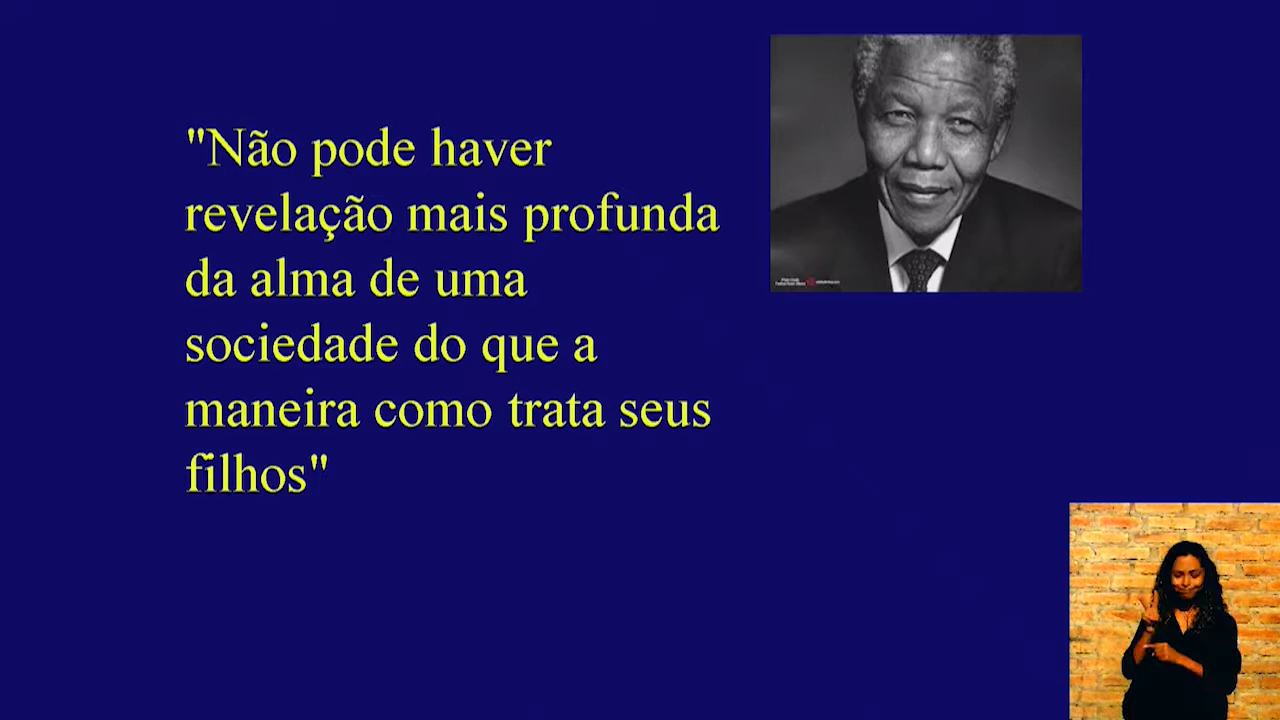 "Não pode haver
revelação mais profunda
da alma de uma
sociedade do que a
maneira como trata seus
filhos"